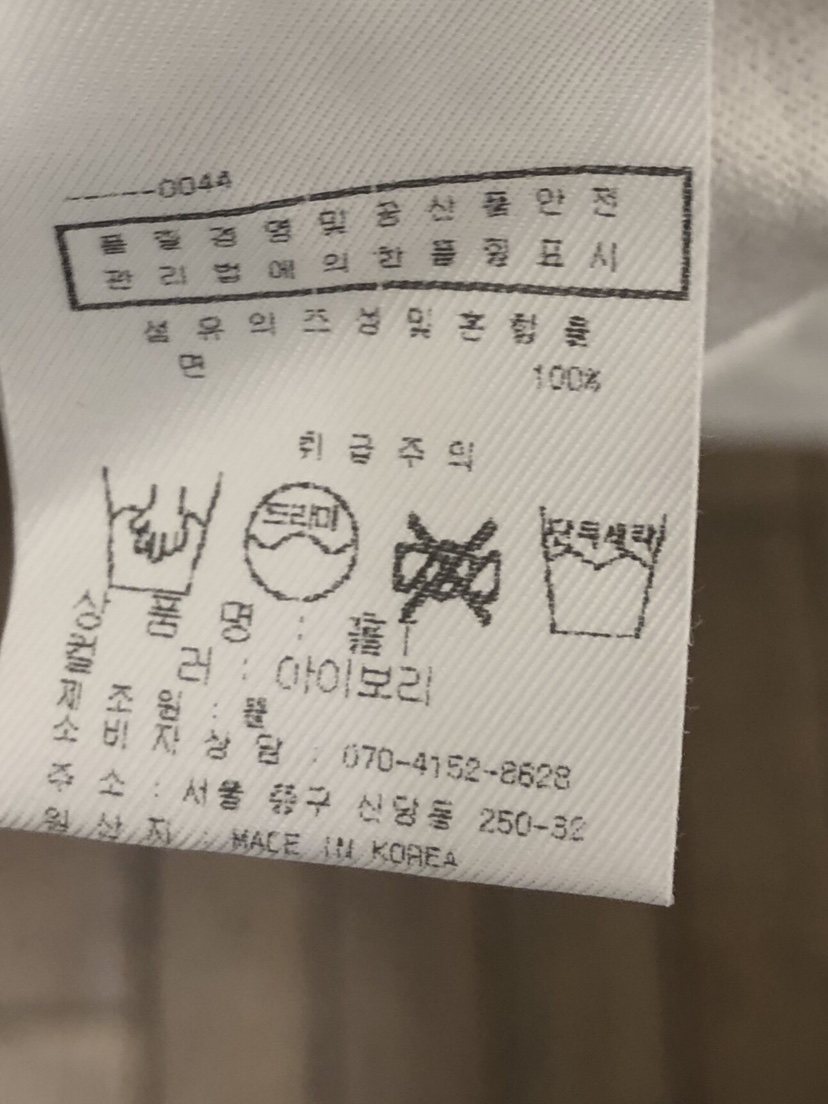 -----0044
품질경영및공산품안전
관리법에의한품질표시
섬유의조성및혼합율
면 100%
취급주의
드라이
단독세탁
품명 :
컬러 : 아이보리
제조원 :
소비자상담 : 070-4152-8628
주소 : 서울 중구 신당동 250-32
원산지 : MADE IN KOREA